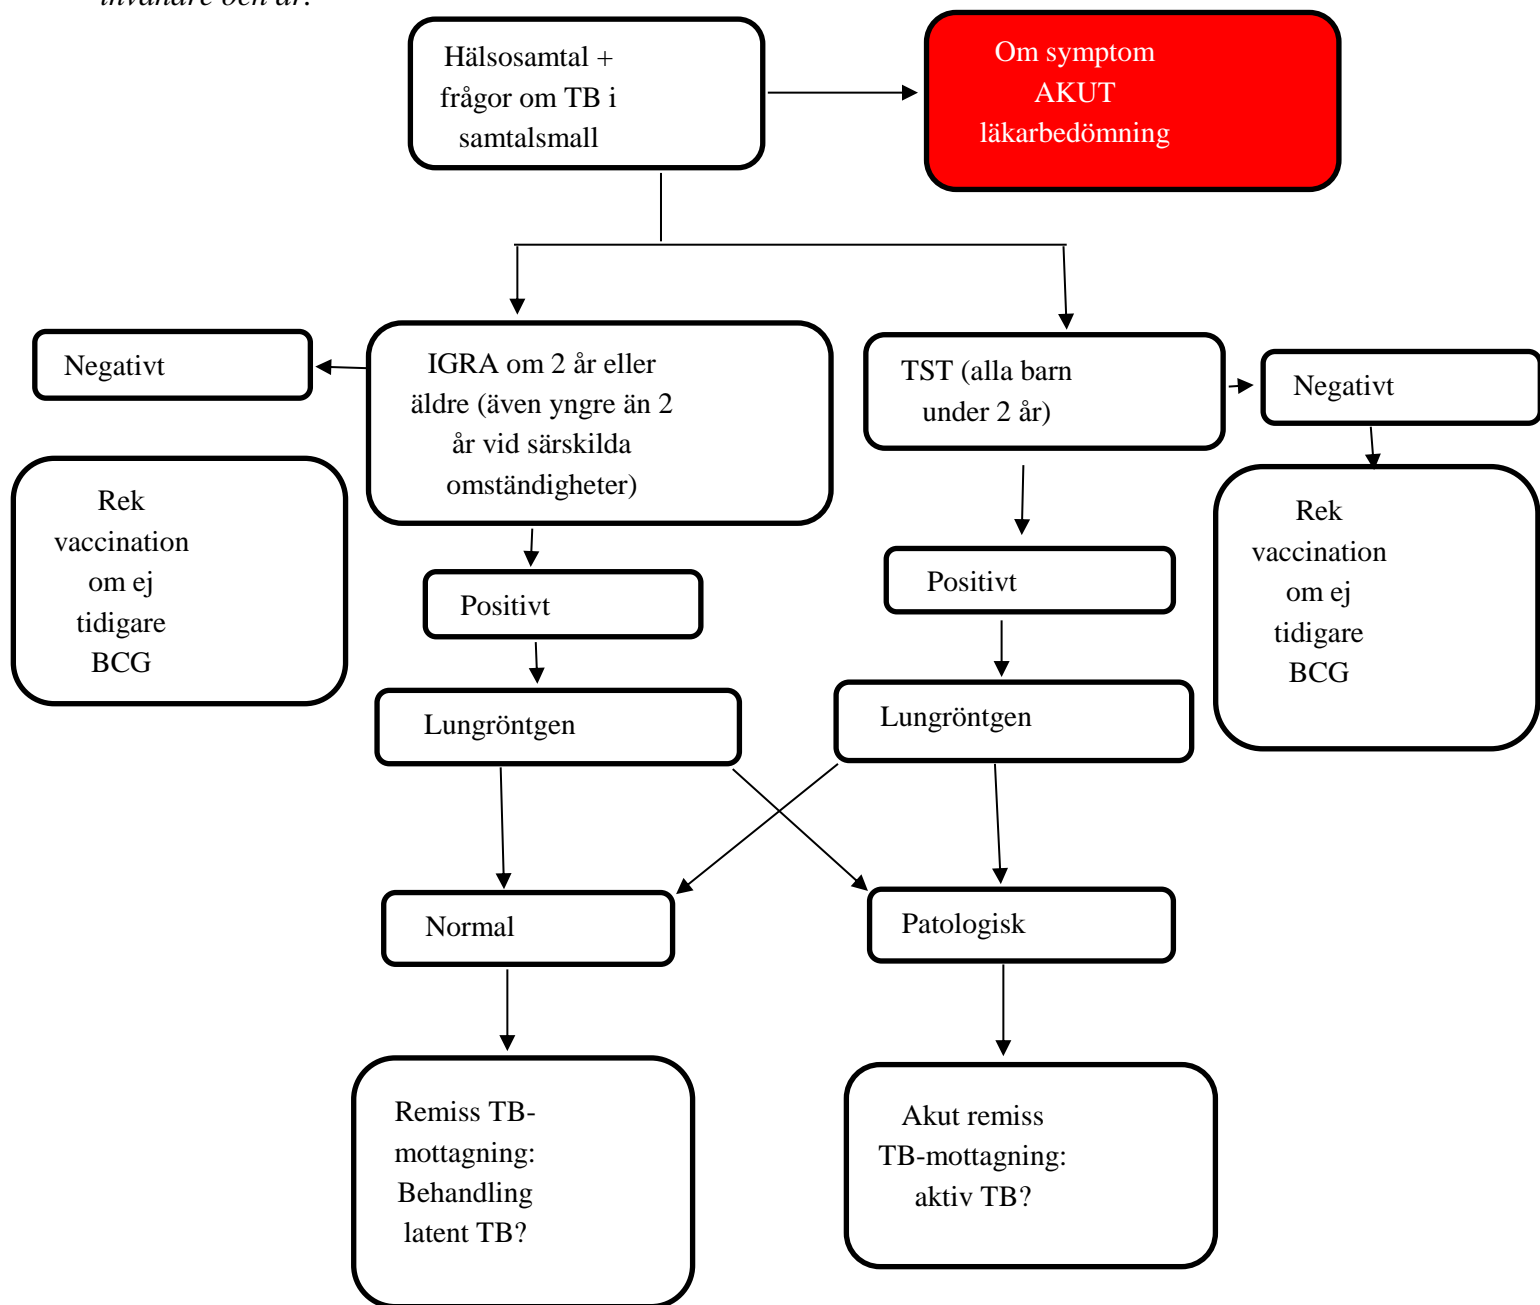 invånare och år.
Hälsosamtal +
frågor om TB i
samtalsmall
Om symptom
AKUT
läkarbedömning
Negativt
IGRA om 2 år eller
äldre (även yngre än 2
år vid särskilda
omständigheter)
TST (alla barn
under 2 år)
Negativt
Rek
vaccination
om ej
tidigare
BCG
Positivt
Positivt
Rek
vaccination
om ej
tidigare
BCG
Lungröntgen
Lungröntgen
Normal
Patologisk
Remiss TB-
mottagning:
Behandling
latent TB?
Akut remiss
TB-mottagning:
aktiv TB?